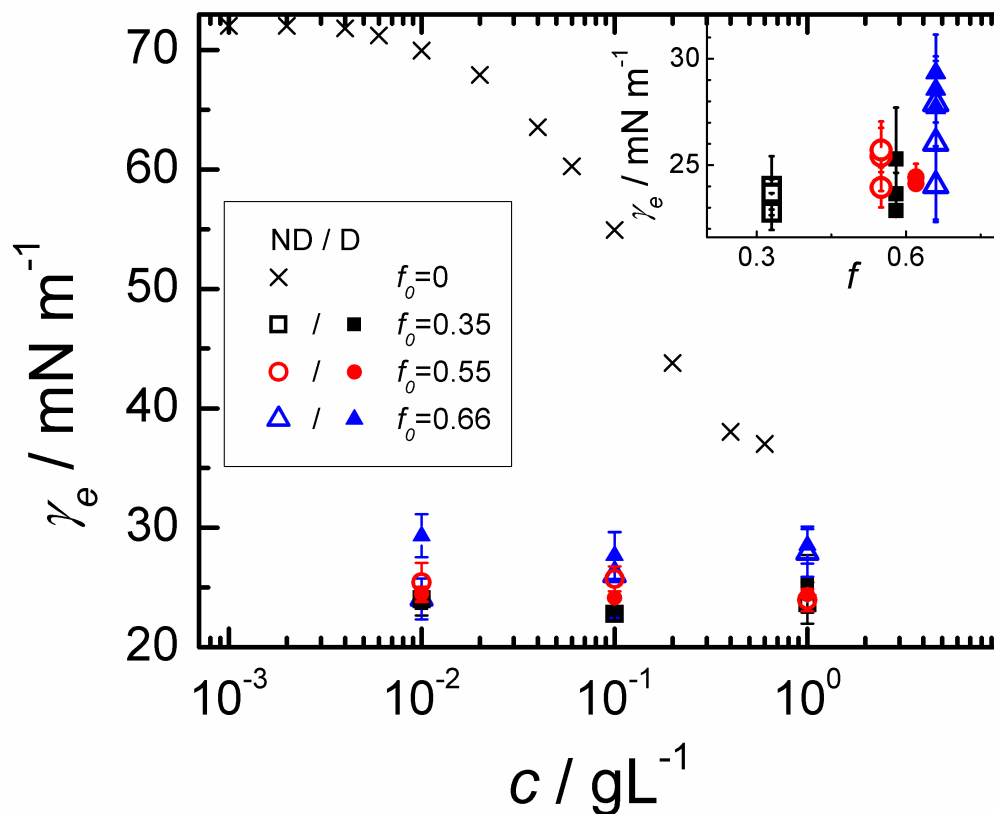 70
60
50
40
30
20
γe / mN m⁻¹
10⁻³
10⁻²
10⁻¹
10⁰
c / gL⁻¹
ND / D
f₀=0
/ f₀=0.35
/ f₀=0.55
/ f₀=0.66
30
25
γe / mN m⁻¹
0.3
0.6
f